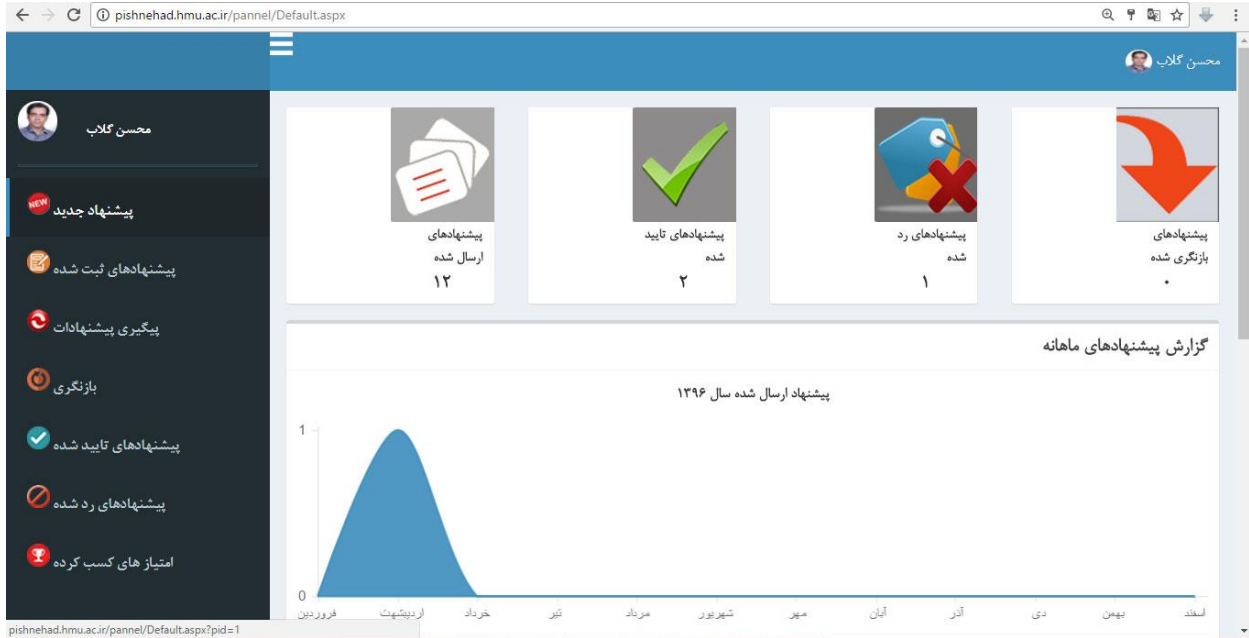 pishnehad.hmu.ac.ir/pannel/Default.aspx
محسن گلاب
محسن گلاب
پیشنهاد جدید
NEW
پیشنهادهای ثبت شده
پیگیری پیشنهادات
بازنگری
پیشنهادهای تایید شده
پیشنهادهای رد شده
امتیاز های کسب کرده
پیشنهادهای
بازنگری شده
۰
پیشنهادهای رد
شده
۱
پیشنهادهای تایید
شده
۲
پیشنهادهای
ارسال شده
۱۲
گزارش پیشنهادهای ماهانه
پیشنهاد ارسال شده سال ۱۳۹۶
1
0
فروردین اردیبهشت خرداد تیر مرداد شهریور مهر آبان آذر دی بهمن اسفند
pishnehad.hmu.ac.ir/pannel/Default.aspx?pid=1